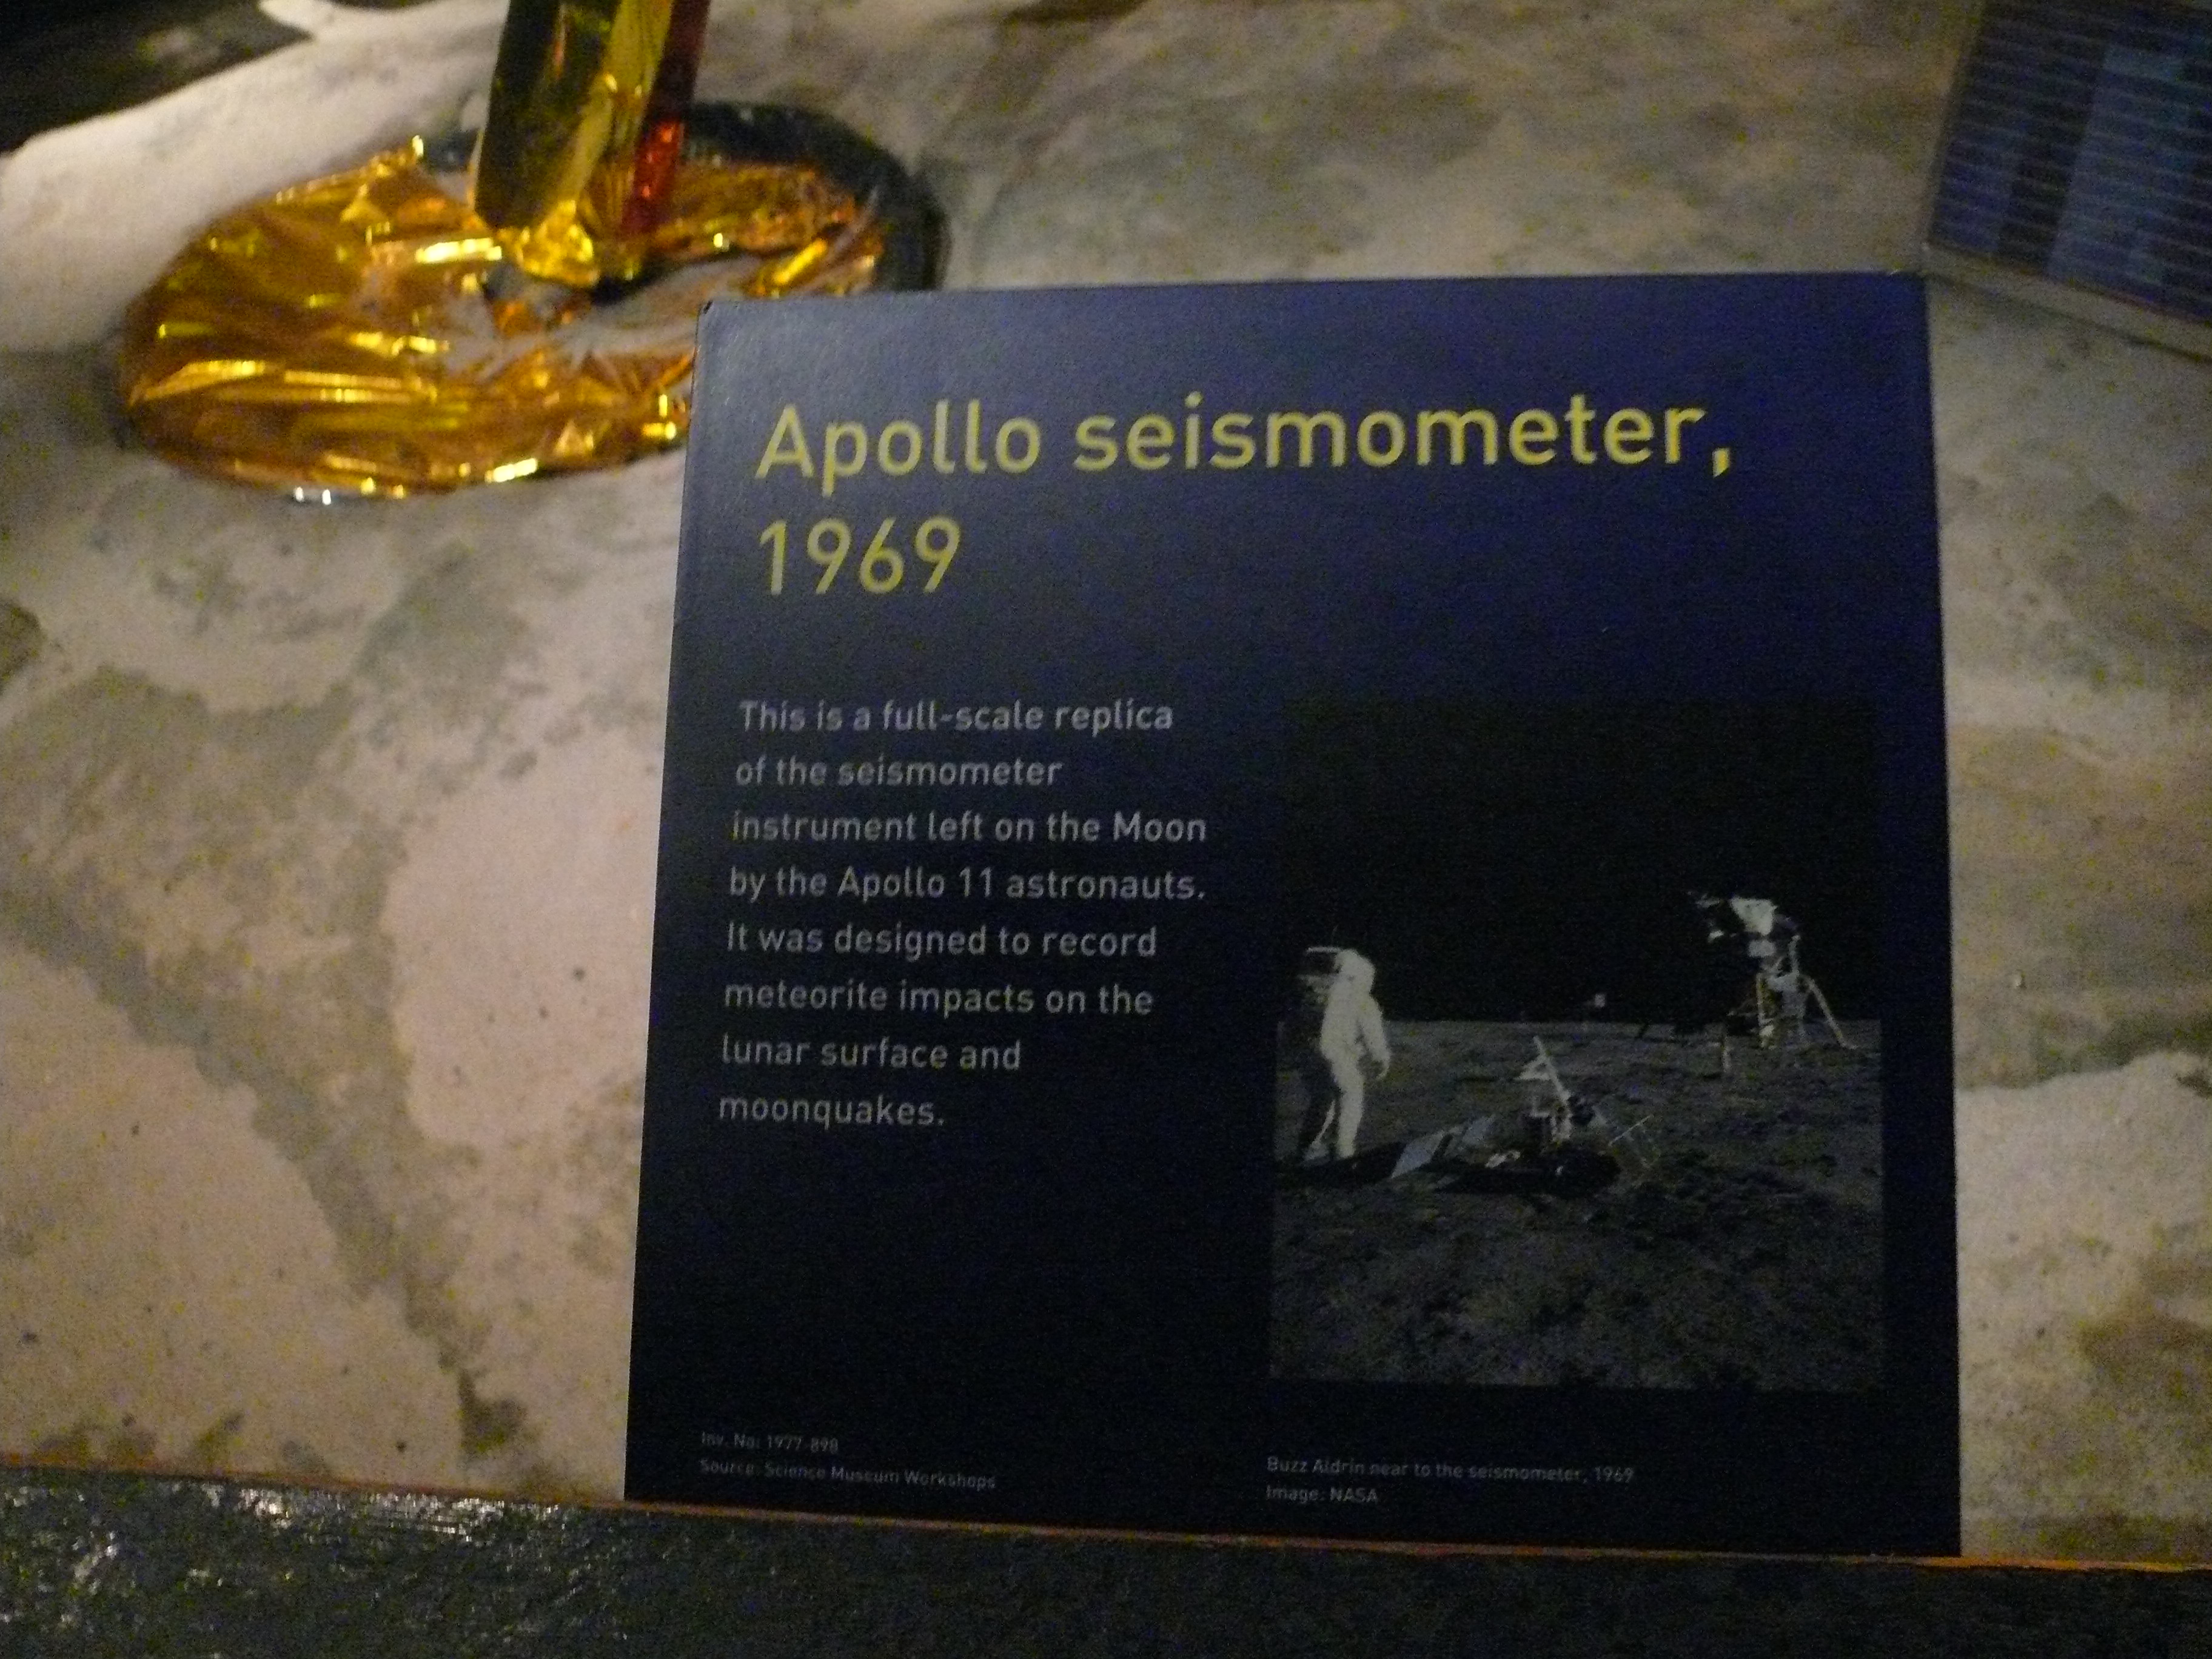 Apollo seismometer,
1969
This is a full-scale replica
of the seismometer
instrument left on the Moon
by the Apollo 11 astronauts.
It was designed to record
meteorite impacts on the
lunar surface and
moonquakes.
Inv. No: 1977-898
Source: Science Museum Workshops
Buzz Aldrin near to the seismometer, 1969
Image: NASA